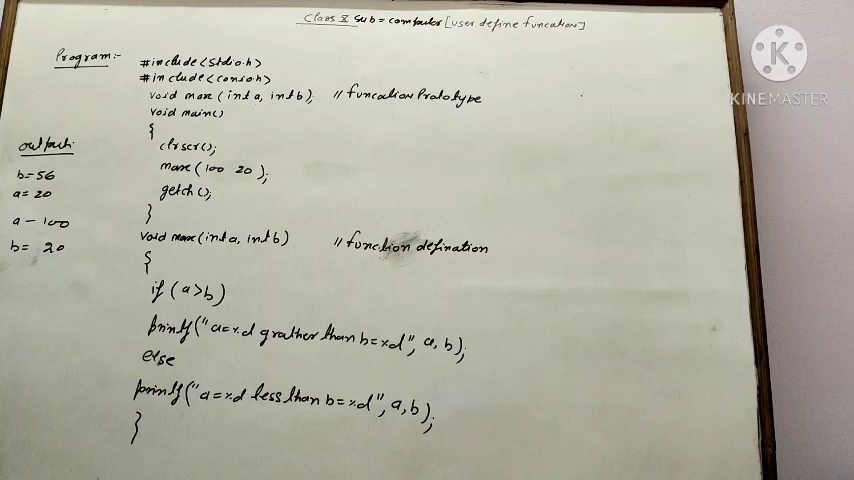 Class X Sub = computer [user define funcation]
Program:-
#include<stdio.h>
#include<conio.h>
void max (int a, int b); // funcation Prototype
void main()
{
clrscr();
max (100 20);
getch();
}
void max (int a, int b) // function defination
{
if (a>b)
printf("a=%d grather than b=%d", a, b);
else
printf("a=%d less than b=%d", a, b);
}
output:
b=56
a=20
a - 100
b= 20
K
KINEMASTER